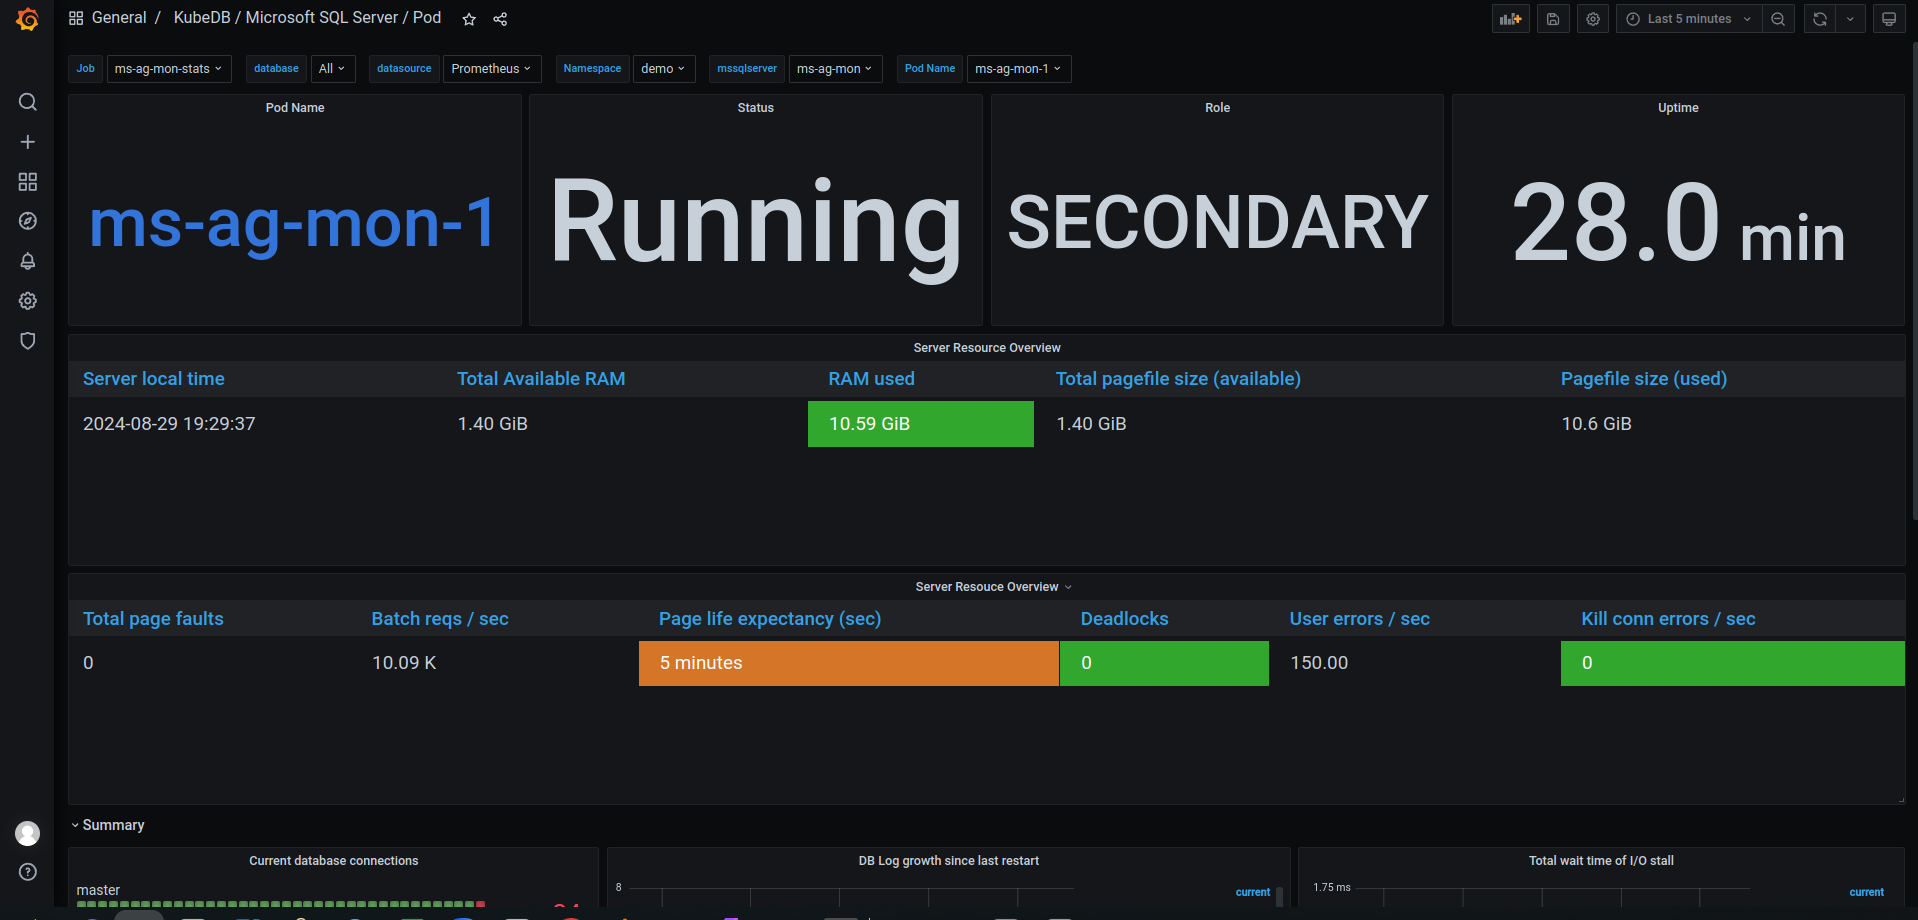 General / KubeDB / Microsoft SQL Server / Pod
Last 5 minutes
Job ms-ag-mon-stats database All datasource Prometheus Namespace demo mssqlserver ms-ag-mon Pod Name ms-ag-mon-1
Pod Name
ms-ag-mon-1
Status
Running
Role
SECONDARY
Uptime
28.0 min
Server Resource Overview
Server local time Total Available RAM RAM used Total pagefile size (available) Pagefile size (used)
2024-08-29 19:29:37 1.40 GiB 10.59 GiB 1.40 GiB 10.6 GiB
Server Resouce Overview
Total page faults Batch reqs / sec Page life expectancy (sec) Deadlocks User errors / sec Kill conn errors / sec
0 10.09 K 5 minutes 0 150.00 0
Summary
Current database connections
master
DB Log growth since last restart
8
current
Total wait time of I/O stall
1.75 ms
current